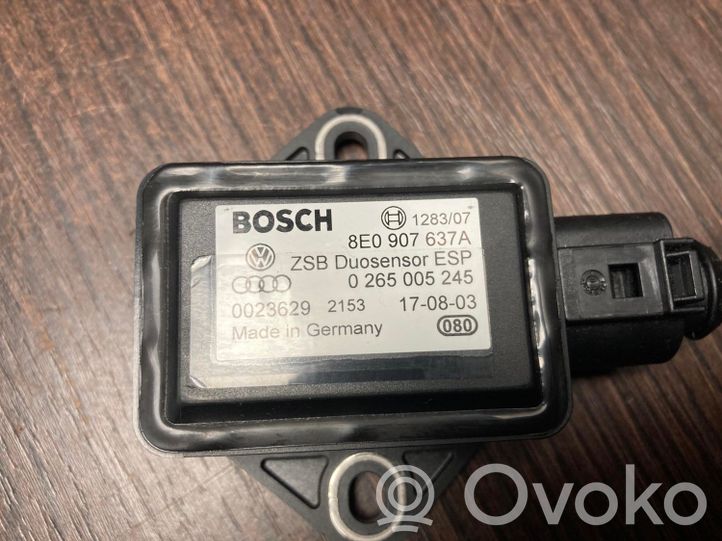 BOSCH 1283/07
8E0 907 637A
ZSB Duosensor ESP
0 265 005 245
0023629 2153 17-08-03
Made in Germany 080
Ovoko